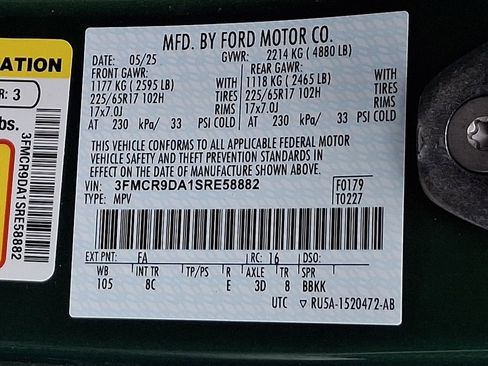 MFD. BY FORD MOTOR CO.
DATE: 05/25 GVWR: 2214 KG (4880 LB)
FRONT GAWR: REAR GAWR:
1177 KG (2595 LB) WITH 1118 KG (2465 LB) WITH
225/65R17 102H TIRES 225/65R17 102H TIRES
17x7.0J RIMS 17x7.0J RIMS
AT 230 kPa/ 33 PSI COLD AT 230 kPa/ 33 PSI COLD
THIS VEHICLE CONFORMS TO ALL APPLICABLE FEDERAL MOTOR
VEHICLE SAFETY AND THEFT PREVENTION STANDARDS IN
EFFECT ON THE DATE OF MANUFACTURE SHOWN ABOVE.
VIN: 3FMCR9DA1SRE58882 F0179
TYPE: MPV T0227
EXT PNT: FA RC: 16 DSO:
WB INT TR TP/PS R AXLE TR SPR
105 8C E 3D 8 BBKK
UTC ▽ RU5A-1520472-AB
ATION
R: 3
bs.
3FMCR9DA1SRE58882